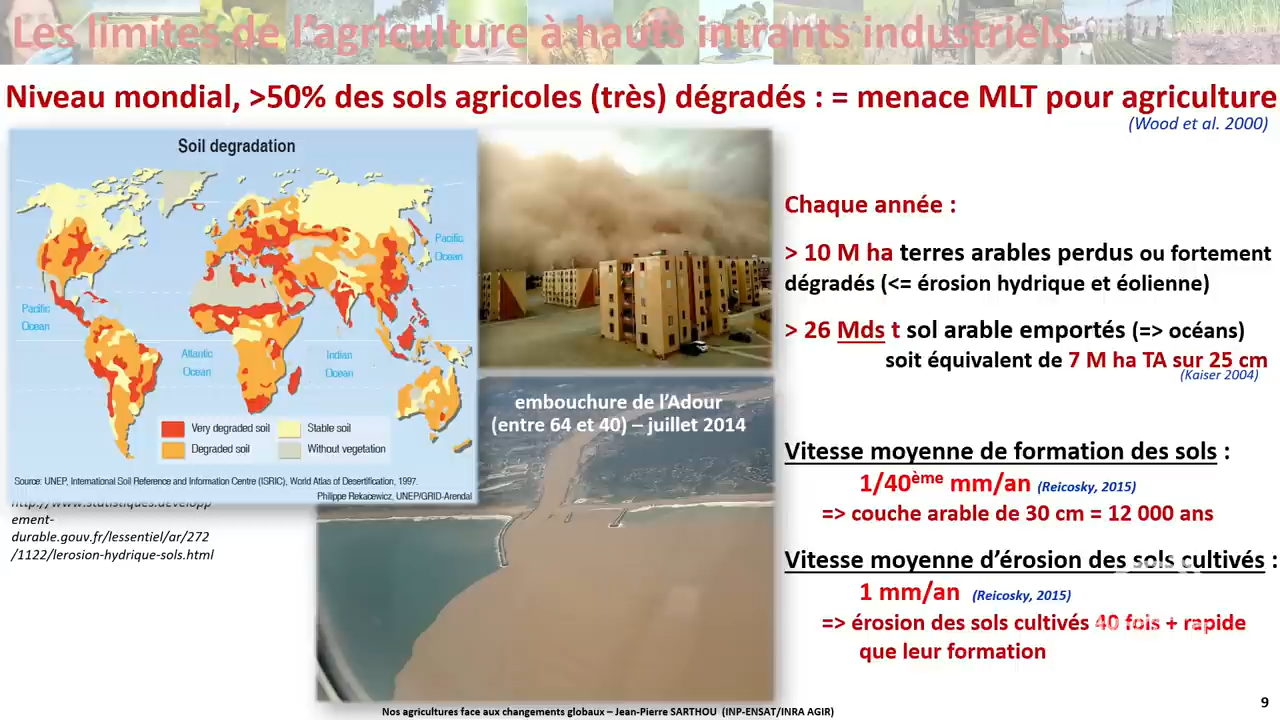 Les limites de l'agriculture à hauts intrants industriels
Niveau mondial, >50% des sols agricoles (très) dégradés : = menace MLT pour agriculture
(Wood et al. 2000)
Soil degradation
Pacific
Ocean
Pacific
Ocean
Atlantic
Ocean
Indian
Ocean
Very degraded soil
Stable soil
Degraded soil
Without vegetation
Source: UNEP, International Soil Reference and Information Centre (ISRIC), World Atlas of Desertification, 1997.
Philippe Rekacewicz, UNEP/GRID-Arendal
http://www.statistiques.developp
ement-
durable.gouv.fr/lessentiel/ar/272
/1122/lerosion-hydrique-sols.html
embouchure de l'Adour
(entre 64 et 40) – juillet 2014
Chaque année :
> 10 M ha terres arables perdus ou fortement
dégradés (<= érosion hydrique et éolienne)
> 26 Mds t sol arable emportés (=> océans)
soit équivalent de 7 M ha TA sur 25 cm
(Kaiser 2004)
Vitesse moyenne de formation des sols :
1/40ème mm/an (Reicosky, 2015)
=> couche arable de 30 cm = 12 000 ans
Vitesse moyenne d'érosion des sols cultivés :
1 mm/an (Reicosky, 2015)
=> érosion des sols cultivés 40 fois + rapide
que leur formation
Nos agricultures face aux changements globaux – Jean-Pierre SARTHOU (INP-ENSAT/INRA AGIR)
9